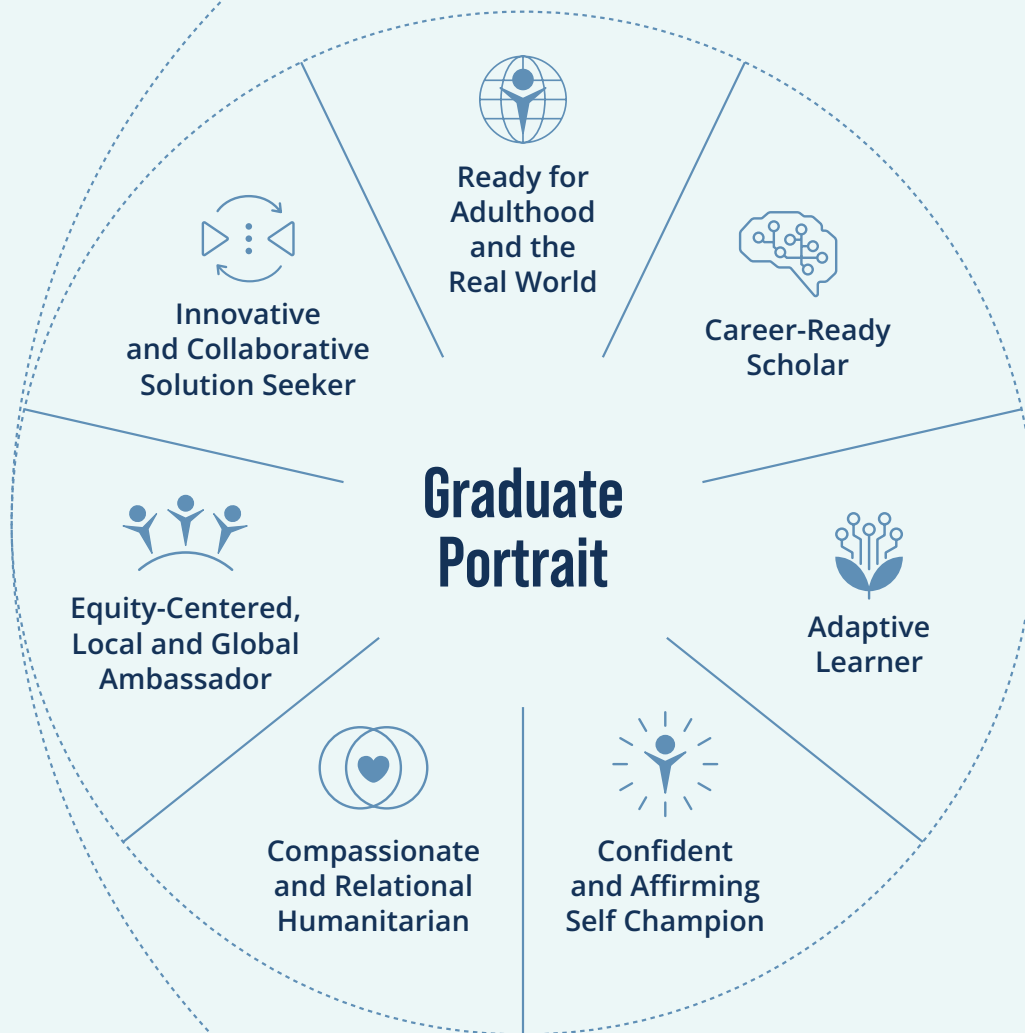 Graduate
Portrait
Ready for
Adulthood
and the
Real World
Career-Ready
Scholar
Adaptive
Learner
Confident
and Affirming
Self Champion
Compassionate
and Relational
Humanitarian
Equity-Centered,
Local and Global
Ambassador
Innovative
and Collaborative
Solution Seeker